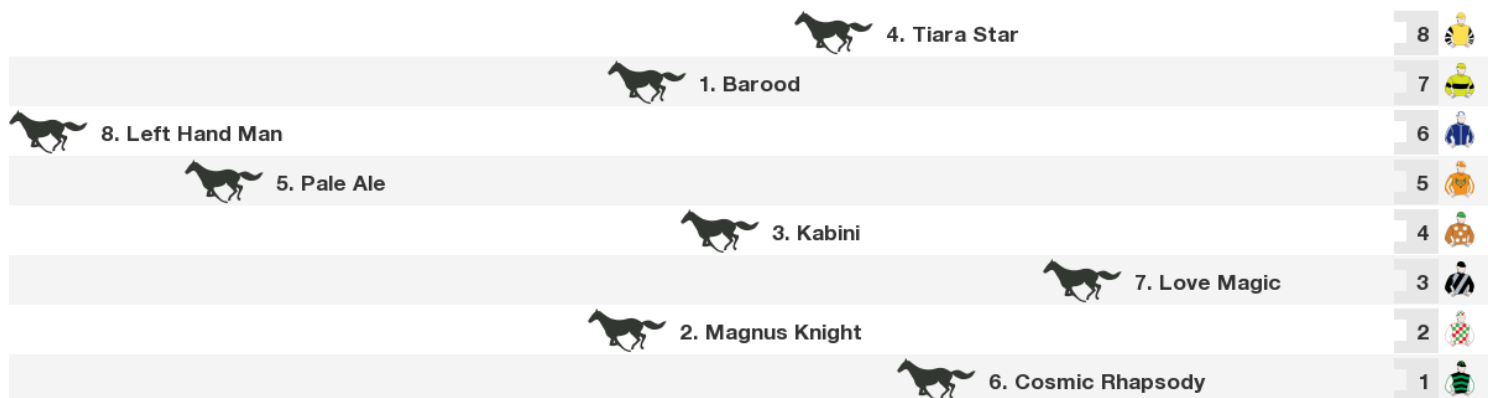 4. Tiara Star 8
1. Barood 7
8. Left Hand Man 6
5. Pale Ale 5
3. Kabini 4
7. Love Magic 3
2. Magnus Knight 2
6. Cosmic Rhapsody 1